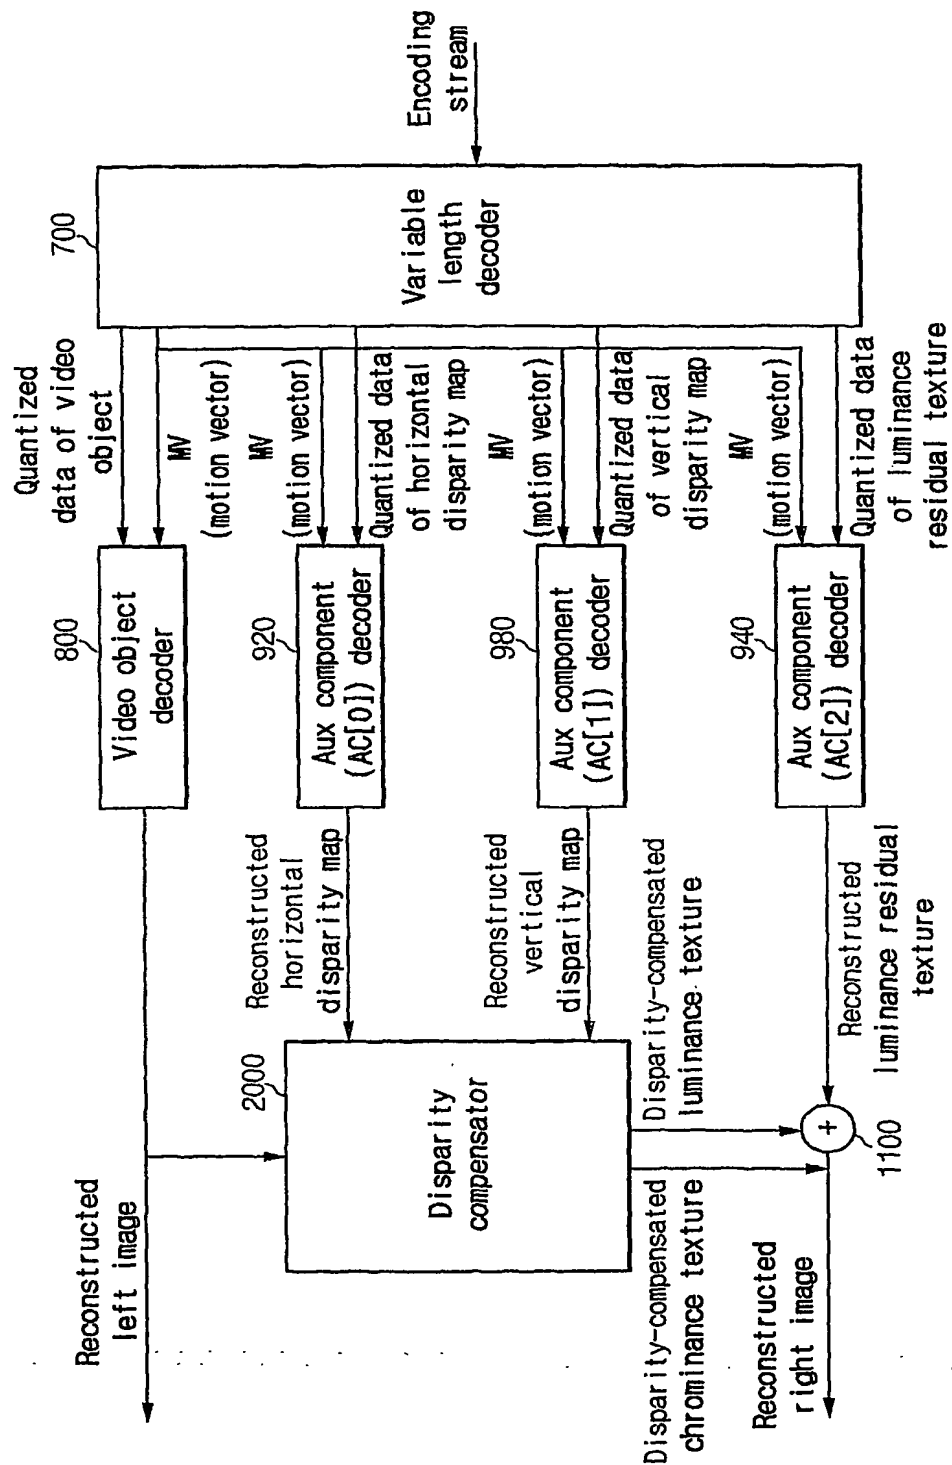 Encoding
stream
700
Variable
length
decoder
Quantized
data of video
object
MV
(motion vector)
MV
(motion vector)
Quantized data
of horizontal
disparity map
MV
(motion vector)
Quantized data
of vertical
disparity map
MV
(motion vector)
Quantized data
of luminance
residual texture
800
Video object
decoder
920
Aux component
(AC[0]) decoder
980
Aux component
(AC[1]) decoder
940
Aux component
(AC[2]) decoder
Reconstructed
horizontal
disparity map
Reconstructed
vertical
disparity map
Reconstructed
luminance residual
texture
2000
Disparity
compensator
Disparity-compensated
luminance texture
+
1100
Disparity-compensated
chrominance texture
Reconstructed
left image
Reconstructed
right image